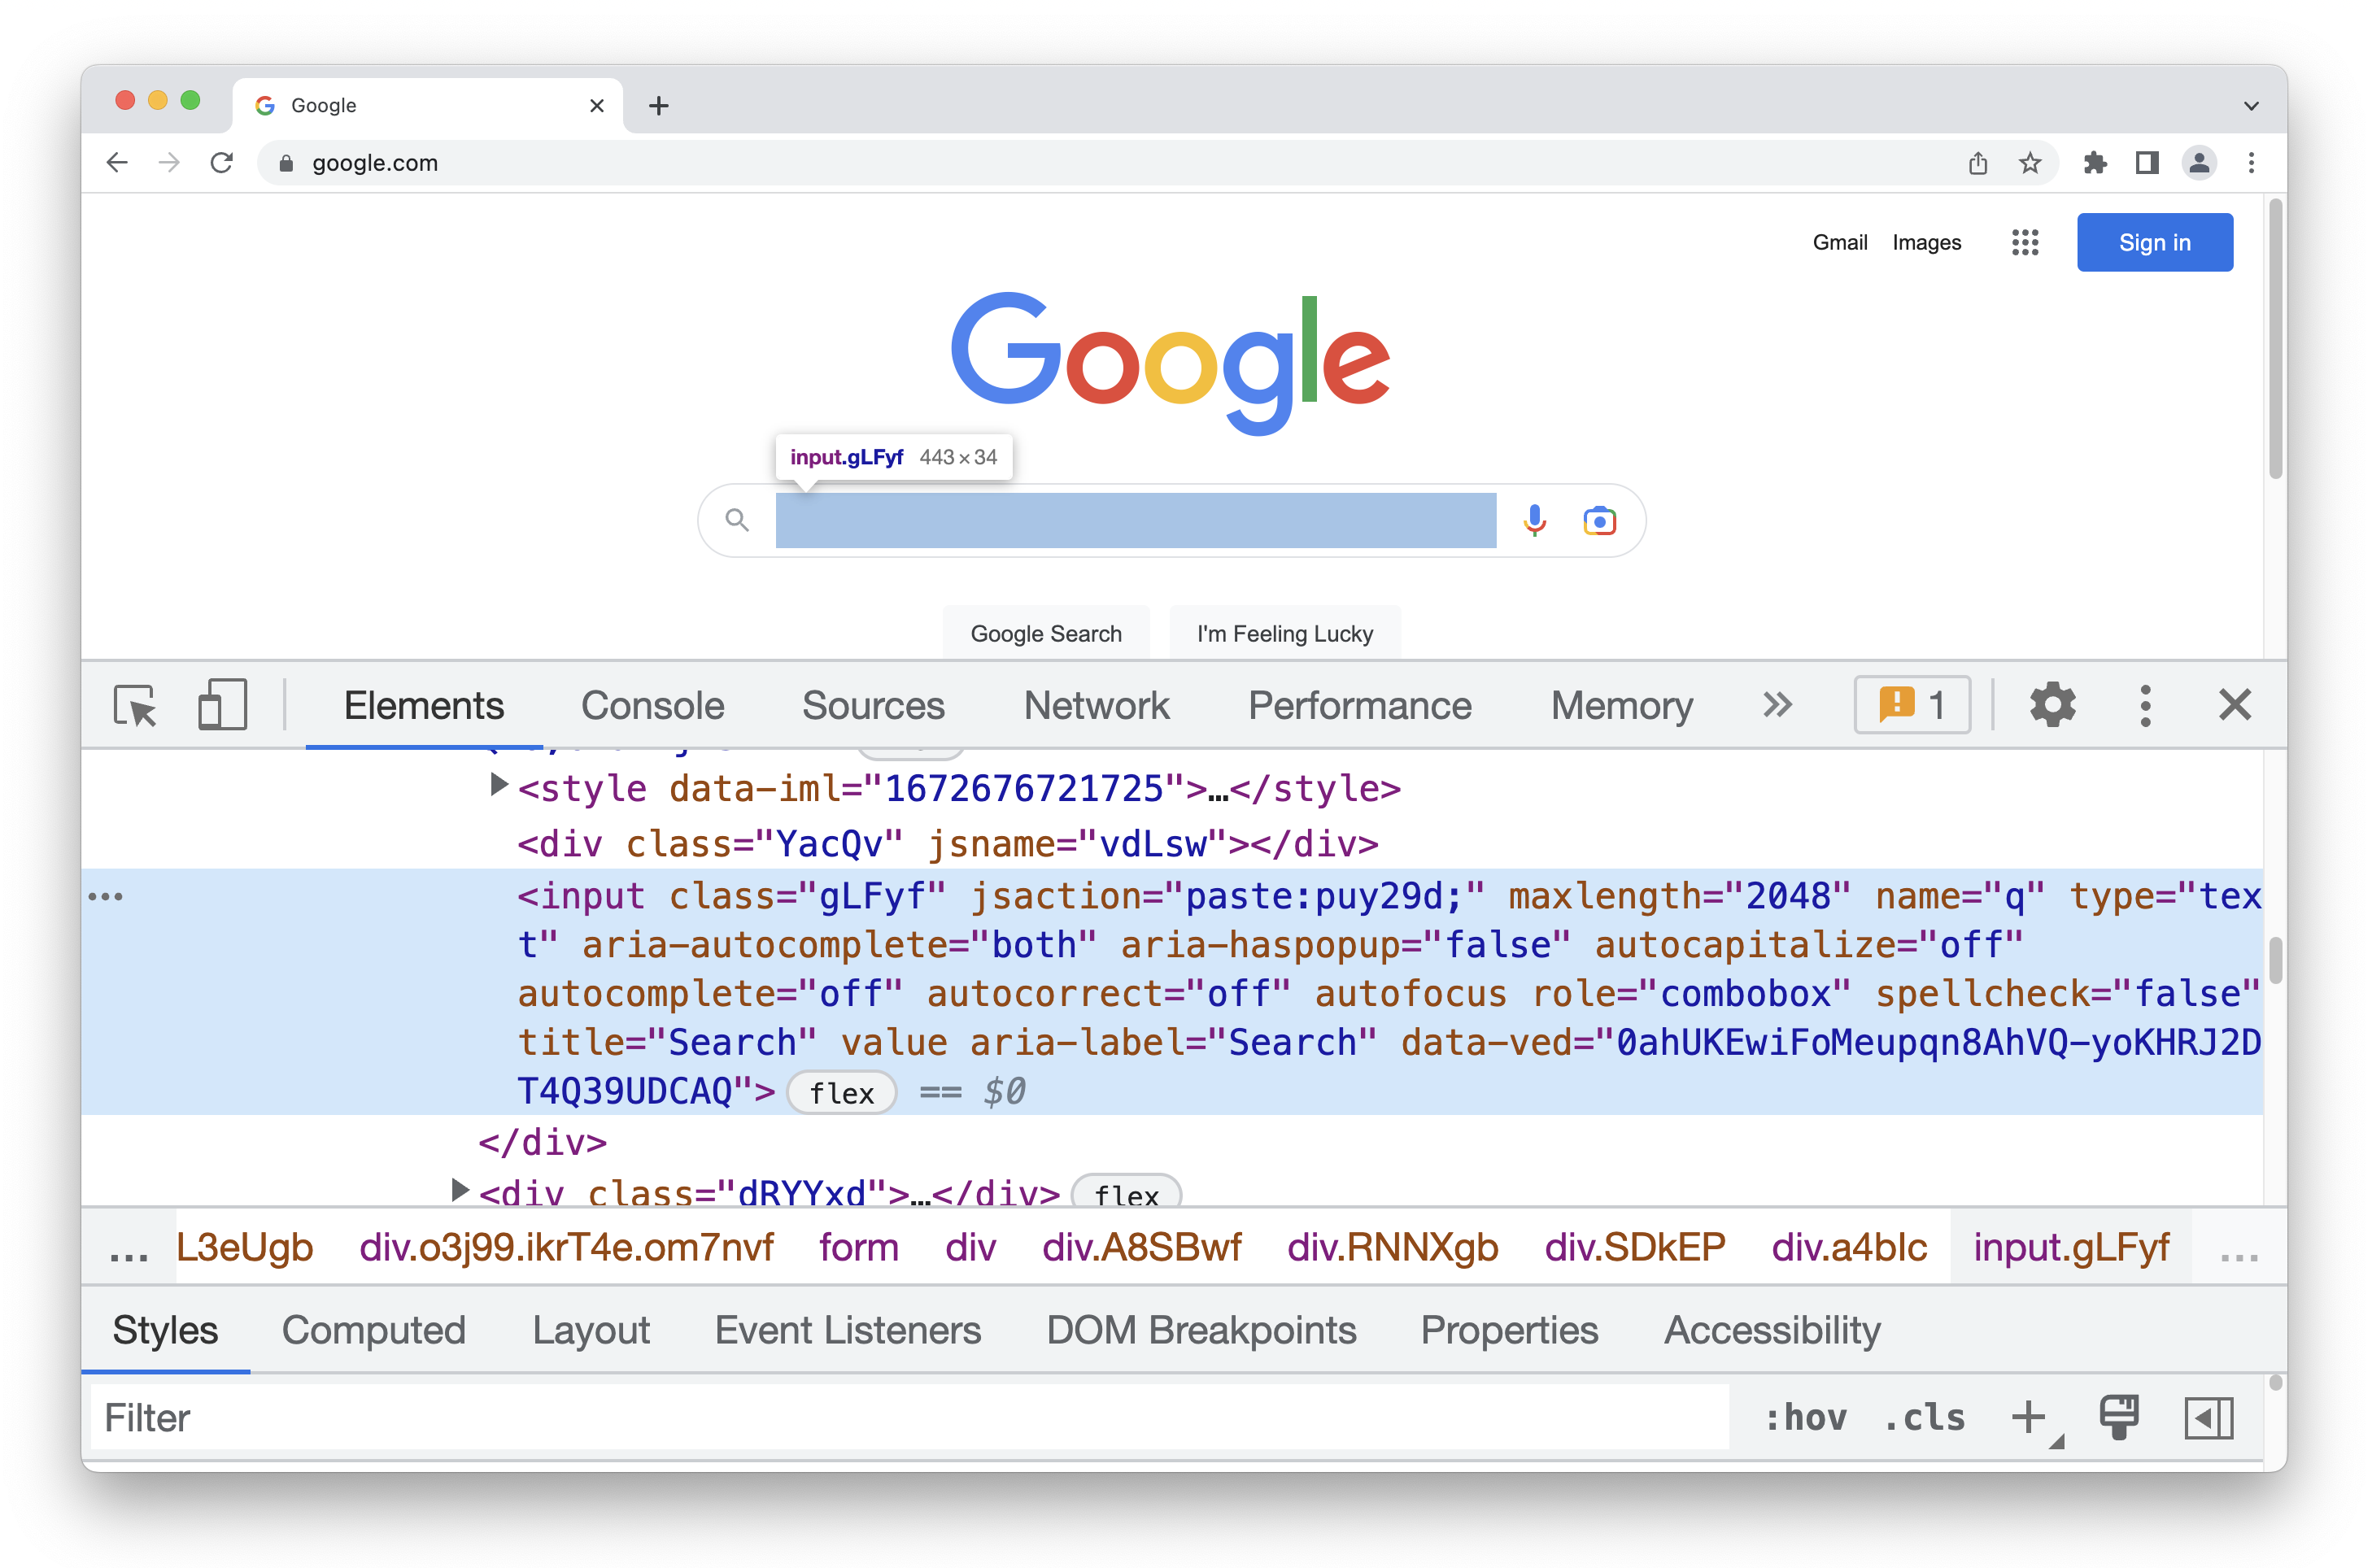 Google
google.com
Gmail Images Sign in
Google
input.gLFyf 443 × 34
Google Search I'm Feeling Lucky
Elements Console Sources Network Performance Memory 1
<style data-iml="1672676721725">…</style>
<div class="YacQv" jsname="vdLsw"></div>
<input class="gLFyf" jsaction="paste:puy29d;" maxlength="2048" name="q" type="tex
t" aria-autocomplete="both" aria-haspopup="false" autocapitalize="off"
autocomplete="off" autocorrect="off" autofocus role="combobox" spellcheck="false"
title="Search" value aria-label="Search" data-ved="0ahUKEwiFoMeupqn8AhVQ-yoKHRJ2D
T4Q39UDCAQ"> flex == $0
</div>
<div class="dRYYxd">…</div> flex
... L3eUgb div.o3j99.ikrT4e.om7nvf form div div.A8SBwf div.RNNXgb div.SDkEP div.a4bIc input.gLFyf ...
Styles Computed Layout Event Listeners DOM Breakpoints Properties Accessibility
Filter :hov .cls